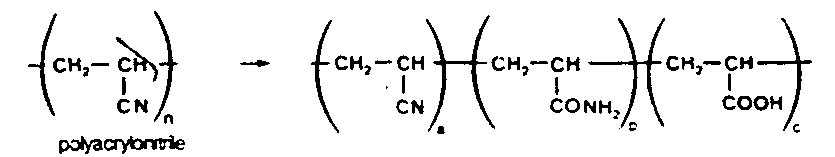 (CH₂-CH)n → (CH₂-CH)a (CH₂-CH)b (CH₂-CH)c
CN CN CONH₂ COOH
polyacrylonitrile